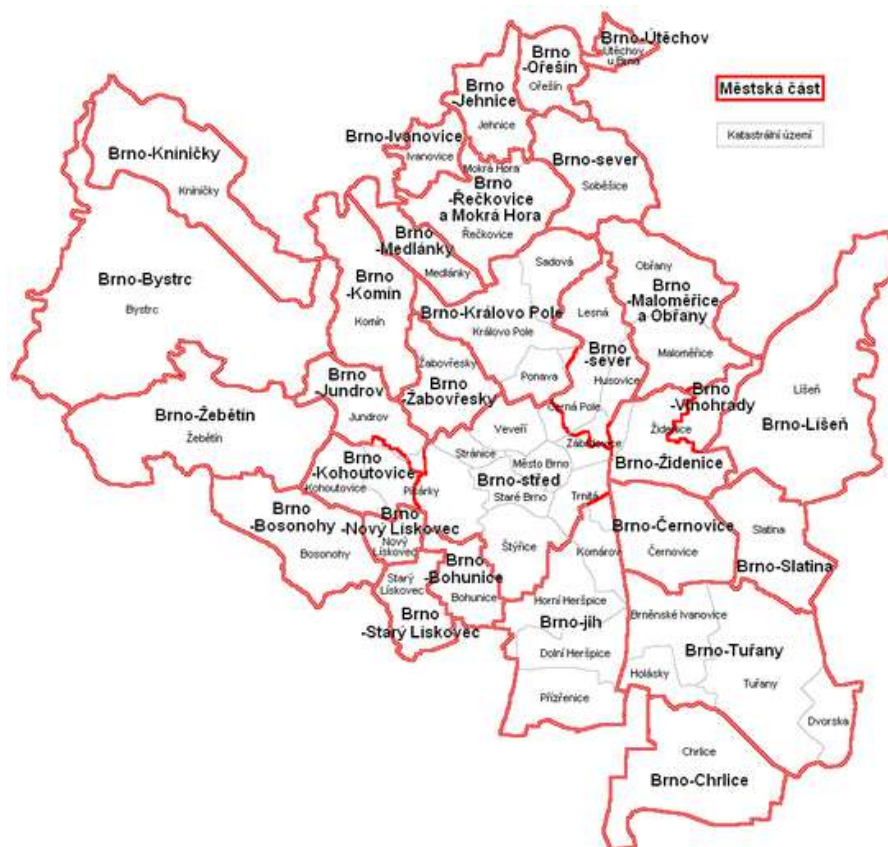 Brno-Útěchov
Útěchov
u Brna
Brno
-Ořešín
Ořešín
Brno
-Jehnice
Jehnice
Městská část
Katastrální území
Brno-Ivanovice
Ivanovice
Brno-Kníničky
Kníničky
Mokrá Hora
Brno
-Řečkovice
a Mokrá Hora
Řečkovice
Brno-sever
Soběšice
Brno
-Medlánky
Medlánky
Brno-Bystrc
Bystrc
Brno
-Komín
Komín
Sadová
Brno-Královo Pole
Královo Pole
Ponava
Lesná
Brno
-sever
Husovice
Černá Pole
Zábrdovice
Obřany
Brno
-Maloměřice
a Obřany
Maloměřice
Brno
-Vinohrady
Líšeň
Brno-Líšeň
Židenice
Brno-Židenice
Žabovřesky
Brno
-Žabovřesky
Brno
-Jundrov
Jundrov
Brno-Žebětín
Žebětín
Brno
-Kohoutovice
Kohoutovice
Pisárky
Veveří
Stránice
Město Brno
Brno-střed
Staré Brno
Trnitá
Štýřice
Brno
-Bosonohy
Bosonohy
Brno
-Nový Lískovec
Nový
Lískovec
Starý
Lískovec
Brno
-Starý Lískovec
Brno
-Bohunice
Bohunice
Komárov
Horní Heršpice
Brno-jih
Dolní Heršpice
Přízřenice
Brno-Černovice
Černovice
Slatina
Brno-Slatina
Brněnské Ivanovice
Brno-Tuřany
Holásky
Tuřany
Dvorska
Chrlice
Brno-Chrlice